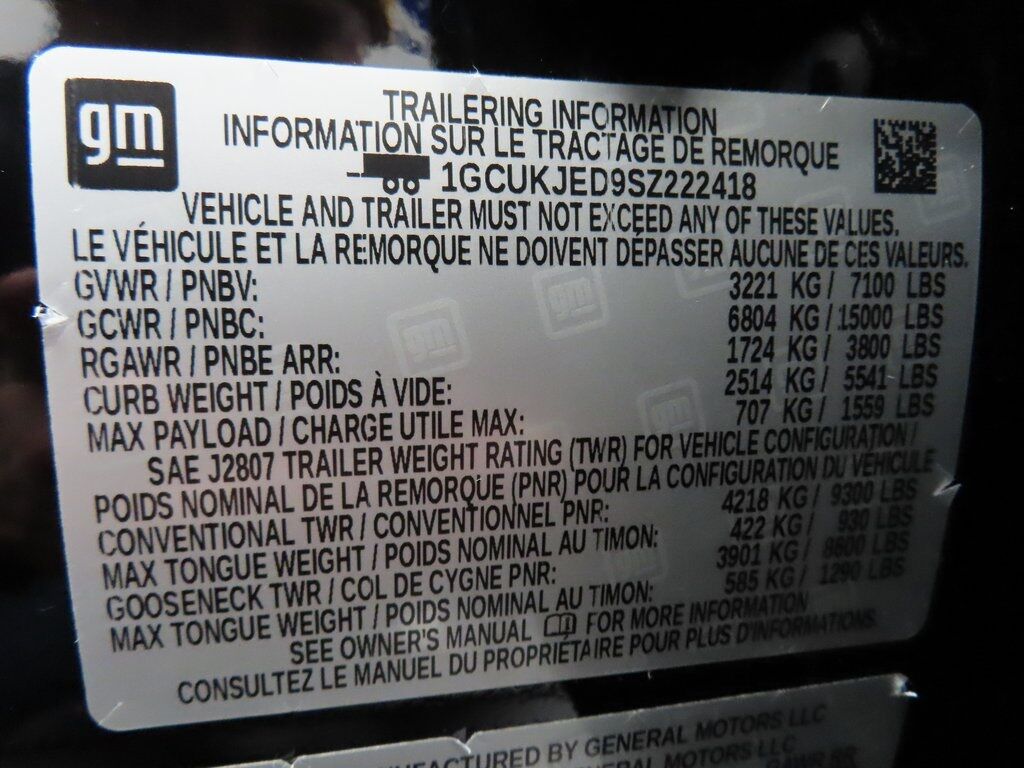 gm
TRAILERING INFORMATION
INFORMATION SUR LE TRACTAGE DE REMORQUE
1GCUKJED9SZ222418
VEHICLE AND TRAILER MUST NOT EXCEED ANY OF THESE VALUES.
LE VÉHICULE ET LA REMORQUE NE DOIVENT DÉPASSER AUCUNE DE CES VALEURS.
GVWR / PNBV: 3221 KG / 7100 LBS
GCWR / PNBC: 6804 KG / 15000 LBS
RGAWR / PNBE ARR: 1724 KG / 3800 LBS
CURB WEIGHT / POIDS À VIDE: 2514 KG / 5541 LBS
MAX PAYLOAD / CHARGE UTILE MAX: 707 KG / 1559 LBS
SAE J2807 TRAILER WEIGHT RATING (TWR) FOR VEHICLE CONFIGURATION /
POIDS NOMINAL DE LA REMORQUE (PNR) POUR LA CONFIGURATION DU VÉHICULE
CONVENTIONAL TWR / CONVENTIONNEL PNR: 4218 KG / 9300 LBS
MAX TONGUE WEIGHT / POIDS NOMINAL AU TIMON: 422 KG / 930 LBS
GOOSENECK TWR / COL DE CYGNE PNR: 3901 KG / 8600 LBS
MAX TONGUE WEIGHT / POIDS NOMINAL AU TIMON: 585 KG / 1290 LBS
SEE OWNER'S MANUAL FOR MORE INFORMATION
CONSULTEZ LE MANUEL DU PROPRIÉTAIRE POUR PLUS D'INFORMATIONS.
MANUFACTURED BY GENERAL MOTORS LLC
GENERAL MOTORS LLC
GAWR RR